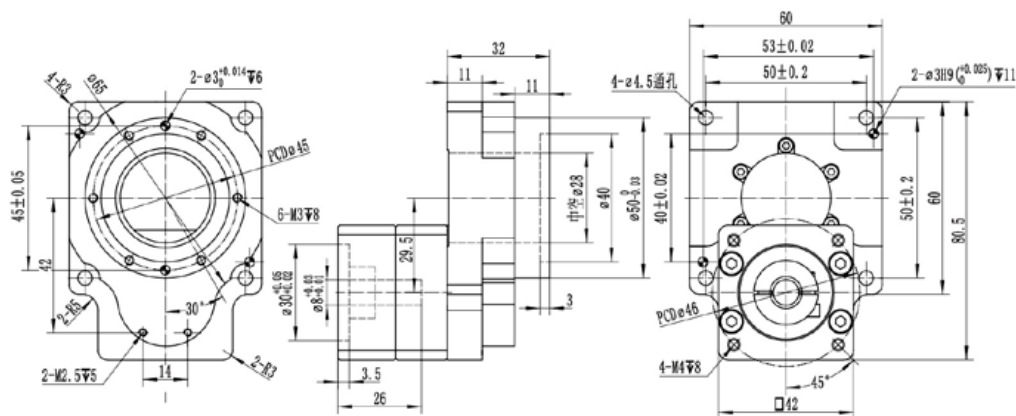 4-R3
ø65
2-ø3 +0.014 0 ↧6
PCDø45
45±0.05
42
6-M3↧8
2-R5
30°
2-M2.5↧5
14
2-R3
32
11
11
中空ø28
ø40
ø50 0 -0.03
29.5
ø30 +0.05 +0.02
ø8 +0.03 +0.01
3
3.5
26
60
53±0.02
50±0.2
4-ø4.5通孔
2-ø3H9(+0.025 0)↧11
40±0.02
50±0.2
60
80.5
PCDø46
4-M4↧8
45°
□42